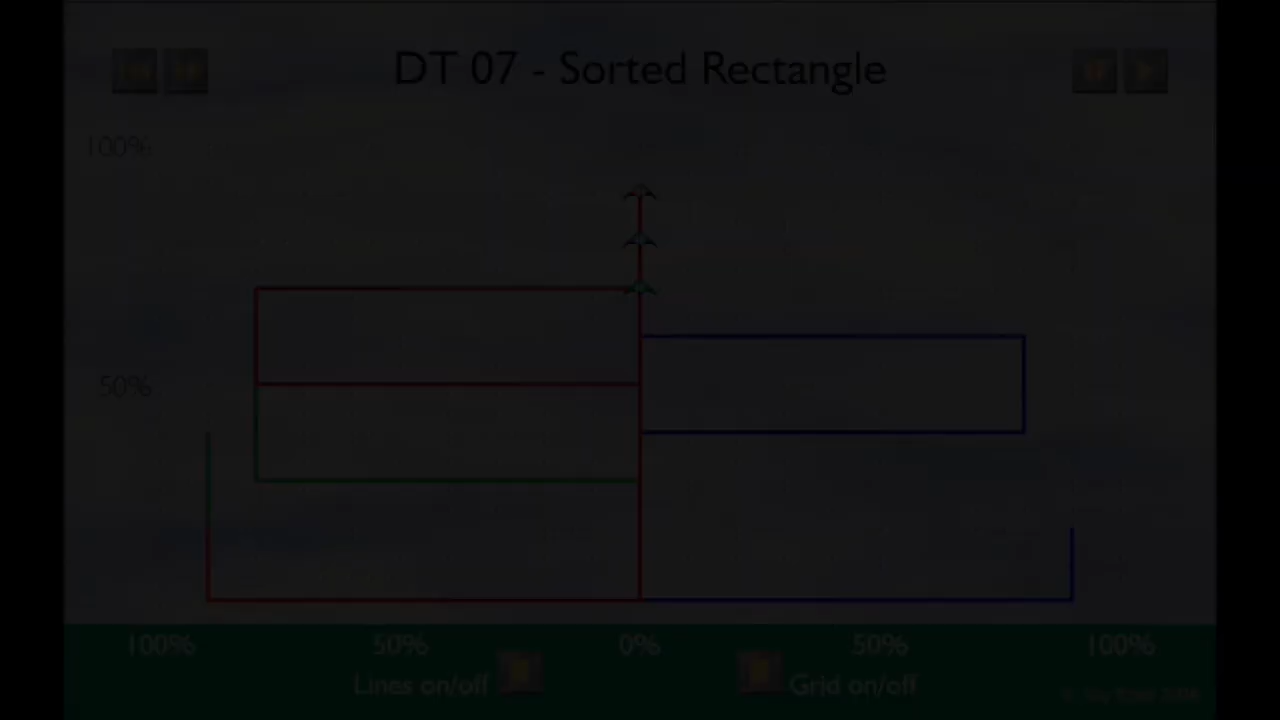 DT 07 - Sorted Rectangle
100%
50%
100% 50% 0% 50% 100%
Lines on/off Grid on/off